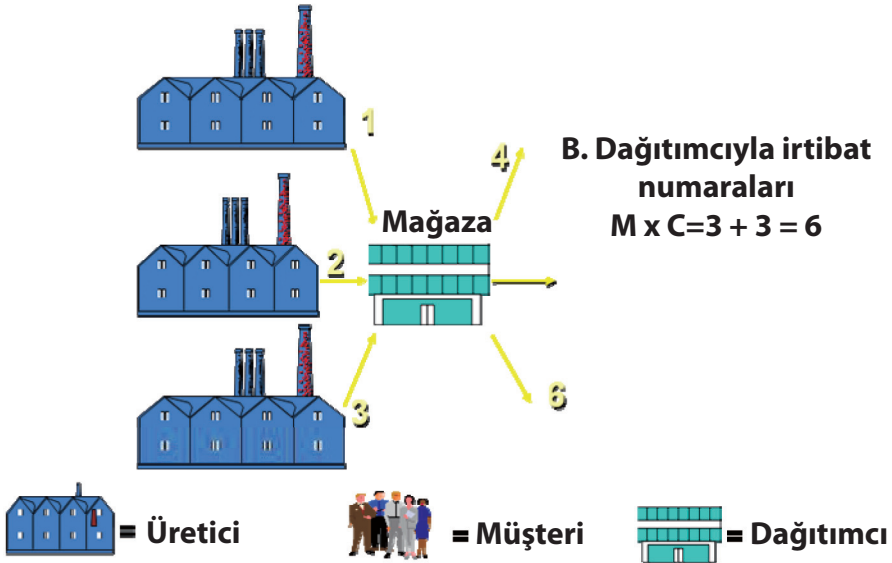 1
4
B. Dağıtımcıyla irtibat
numaraları
M x C=3 + 3 = 6
Mağaza
2
3
6
= Üretici
= Müşteri
= Dağıtımcı